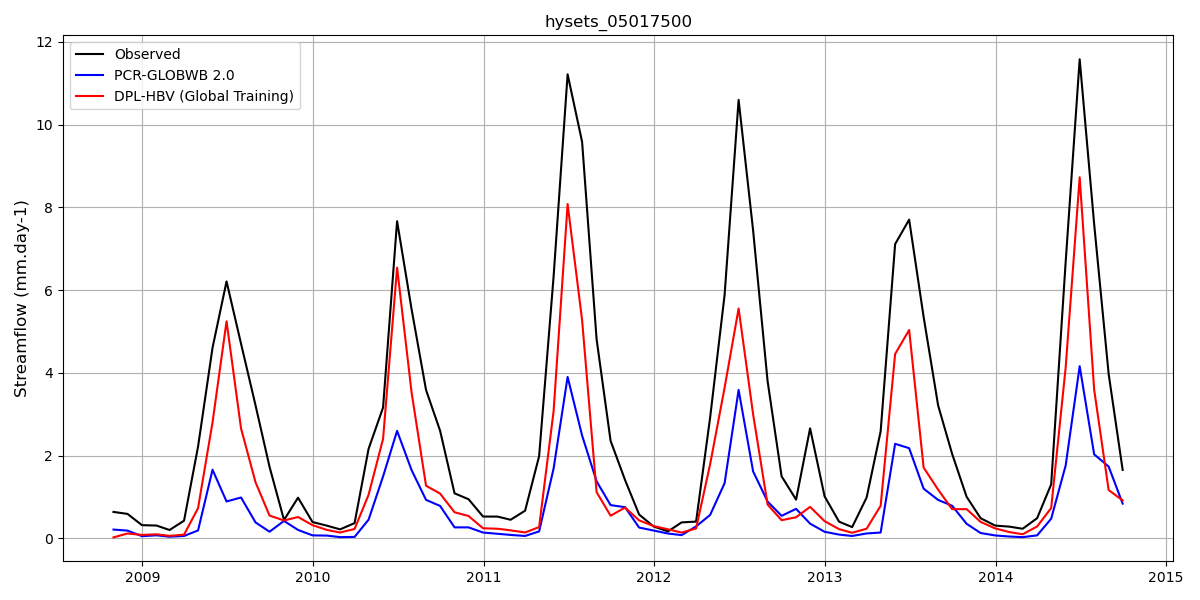 hysets_05017500
Observed
PCR-GLOBWB 2.0
DPL-HBV (Global Training)
Streamflow (mm.day-1)
12
10
8
6
4
2
0
2009 2010 2011 2012 2013 2014 2015